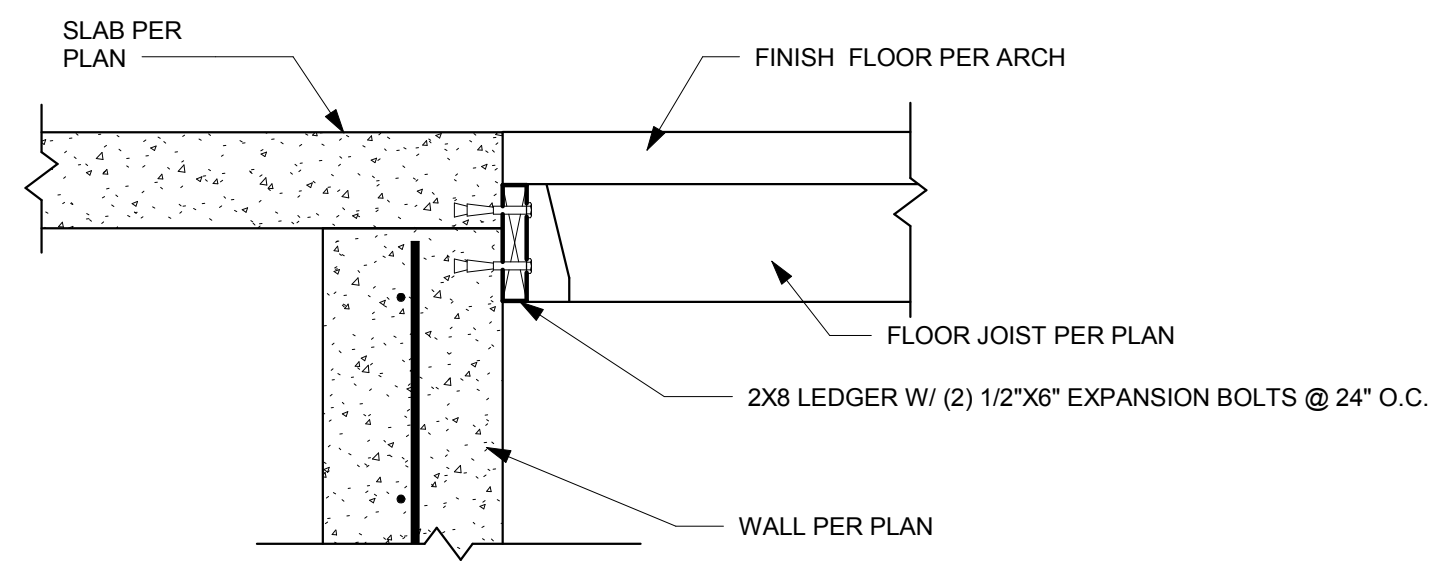 SLAB PER
PLAN
FINISH FLOOR PER ARCH
FLOOR JOIST PER PLAN
2X8 LEDGER W/ (2) 1/2"X6" EXPANSION BOLTS @ 24" O.C.
WALL PER PLAN